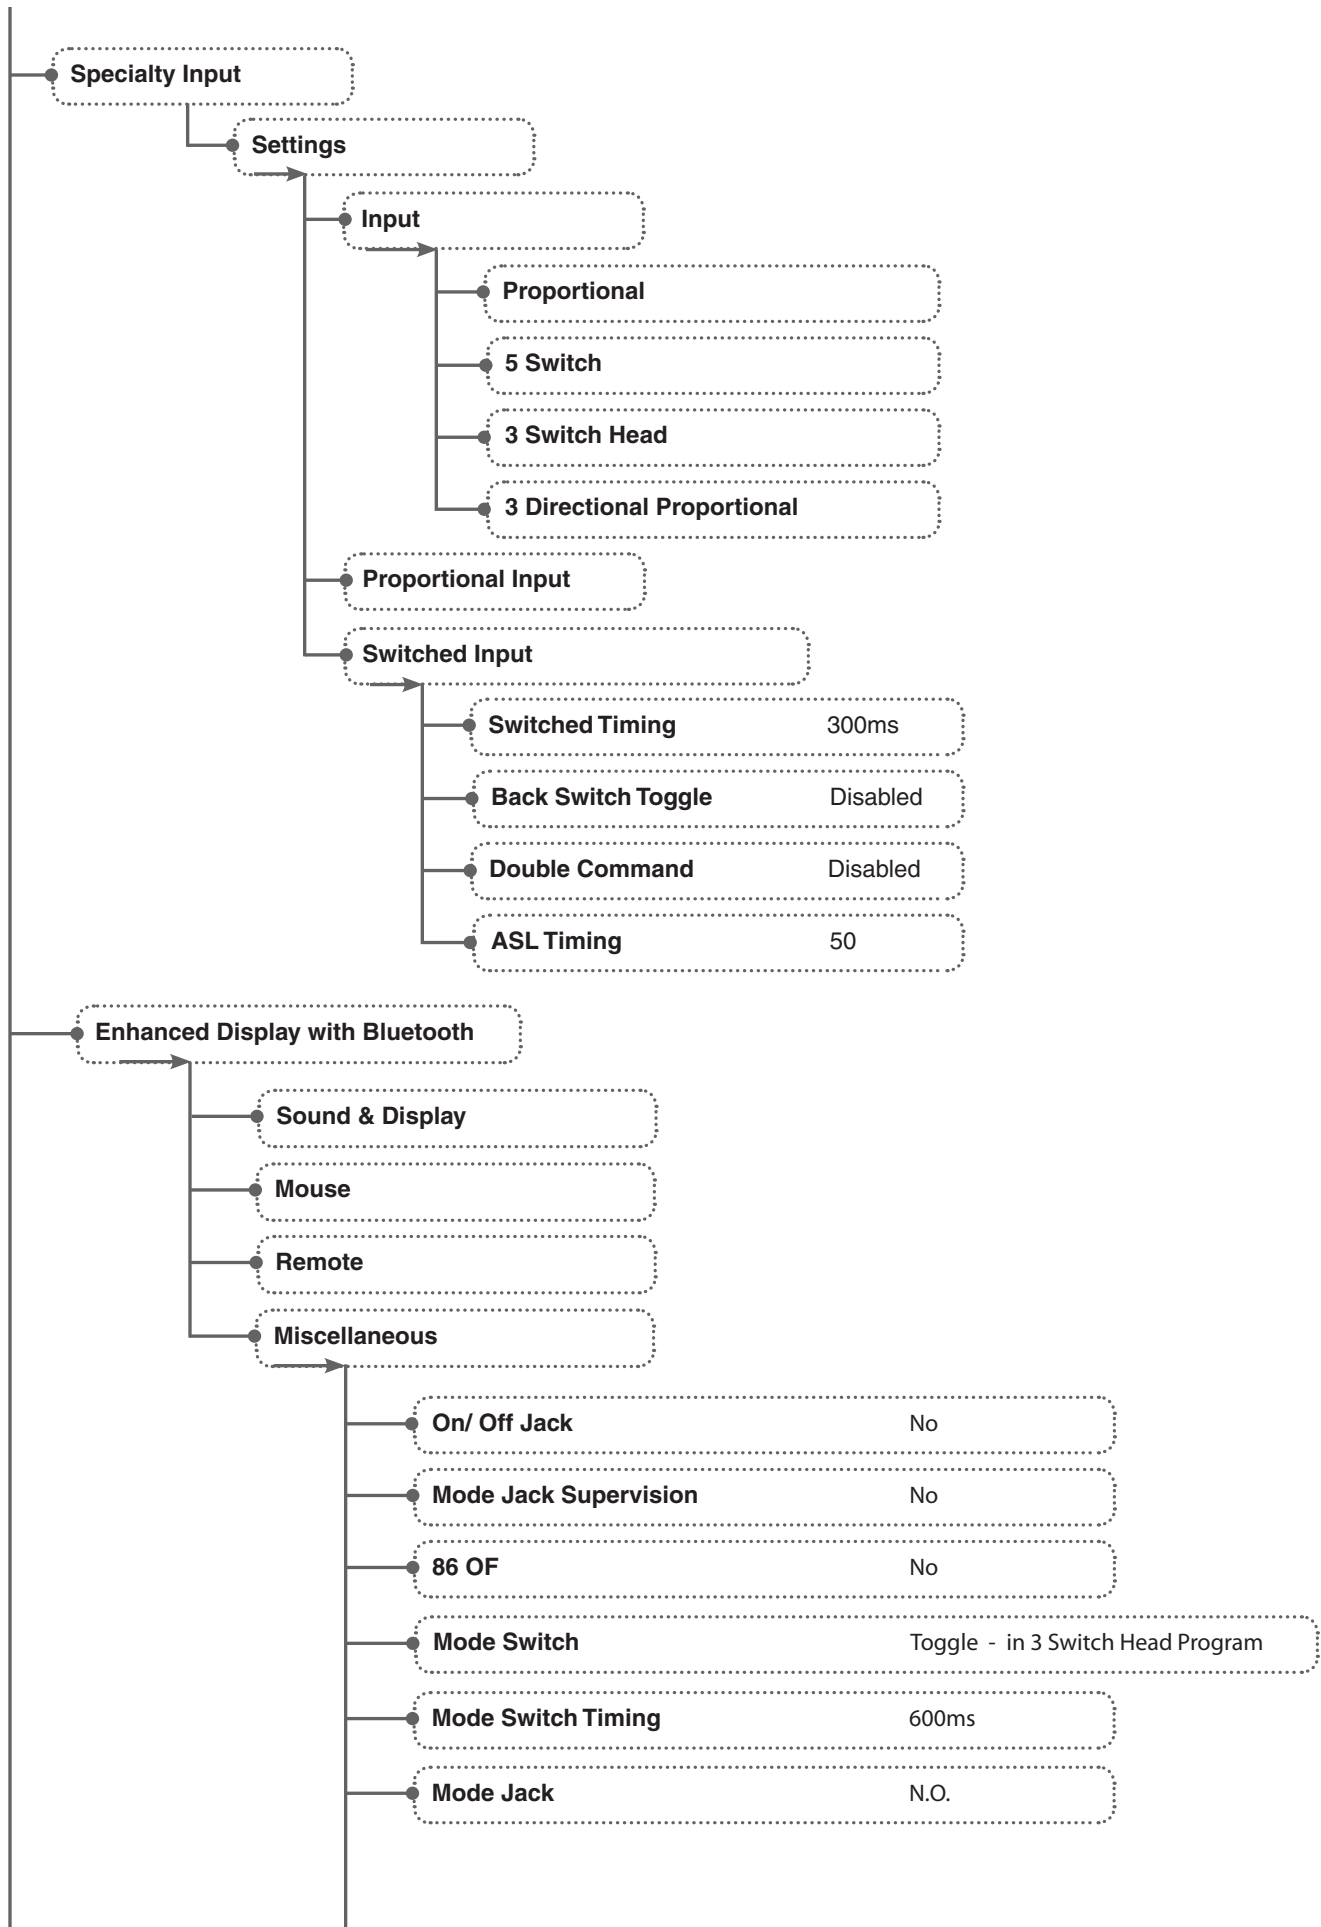 Specialty Input
Settings
Input
Proportional
5 Switch
3 Switch Head
3 Directional Proportional
Proportional Input
Switched Input
Switched Timing 300ms
Back Switch Toggle Disabled
Double Command Disabled
ASL Timing 50
Enhanced Display with Bluetooth
Sound & Display
Mouse
Remote
Miscellaneous
On/ Off Jack No
Mode Jack Supervision No
86 OF No
Mode Switch Toggle - in 3 Switch Head Program
Mode Switch Timing 600ms
Mode Jack N.O.